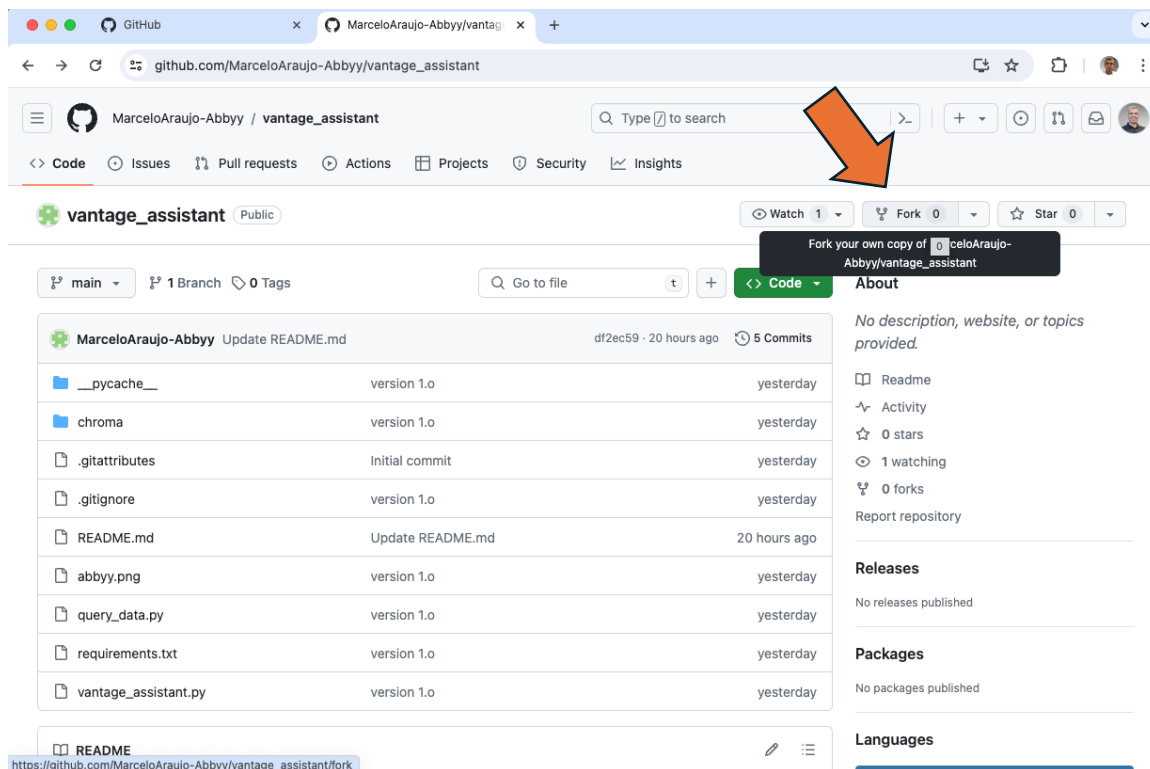 GitHub
MarceloAraujo-Abbyy/vantag
github.com/MarceloAraujo-Abbyy/vantage_assistant
MarceloAraujo-Abbyy / vantage_assistant
Type / to search
Code Issues Pull requests Actions Projects Security Insights
vantage_assistant Public
Watch 1 Fork 0 Star 0
Fork your own copy of 0 celoAraujo-
Abbyy/vantage_assistant
main 1 Branch 0 Tags
Go to file t
Code
MarceloAraujo-Abbyy Update README.md df2ec59 · 20 hours ago 5 Commits
__pycache__ version 1.o yesterday
chroma version 1.o yesterday
.gitattributes Initial commit yesterday
.gitignore version 1.o yesterday
README.md Update README.md 20 hours ago
abbyy.png version 1.o yesterday
query_data.py version 1.o yesterday
requirements.txt version 1.o yesterday
vantage_assistant.py version 1.o yesterday
README
About
No description, website, or topics
provided.
Readme
Activity
0 stars
1 watching
0 forks
Report repository
Releases
No releases published
Packages
No packages published
Languages
https://github.com/MarceloAraujo-Abbyy/vantage_assistant/fork